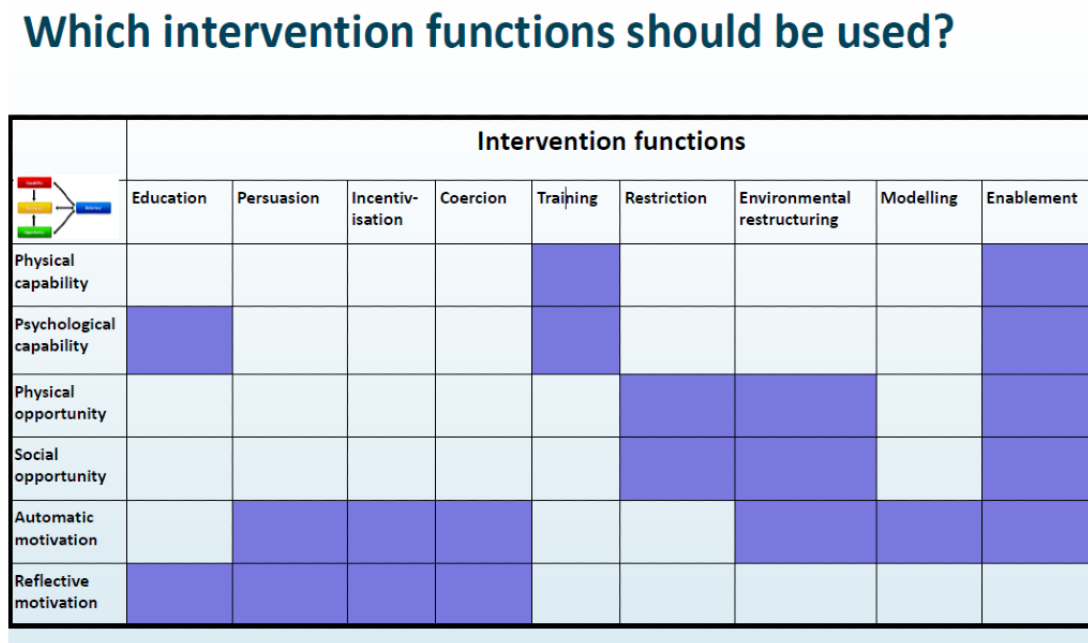 Which intervention functions should be used?
Intervention functions
Education Persuasion Incentiv- Coercion Training Restriction Environmental Modelling Enablement
isation restructuring
Physical
capability
Psychological
capability
Physical
opportunity
Social
opportunity
Automatic
motivation
Reflective
motivation